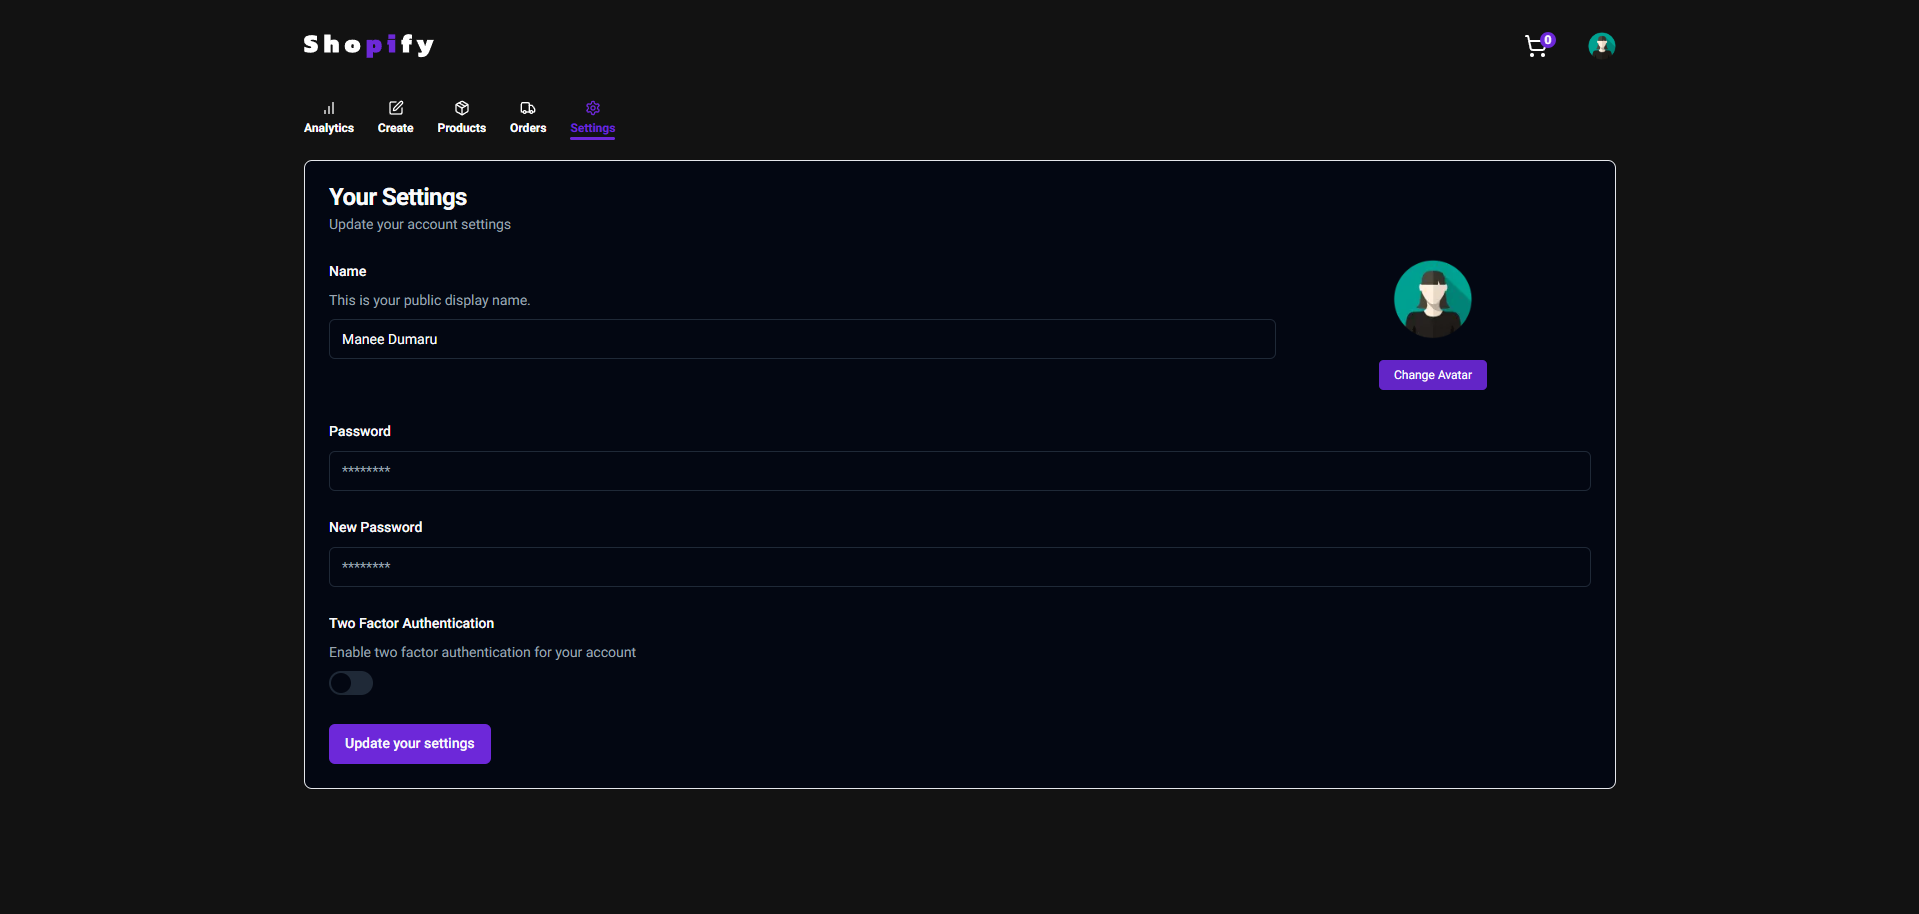 Shopify
0
Analytics
Create
Products
Orders
Settings
Your Settings
Update your account settings
Name
This is your public display name.
Manee Dumaru
Change Avatar
Password
********
New Password
********
Two Factor Authentication
Enable two factor authentication for your account
Update your settings